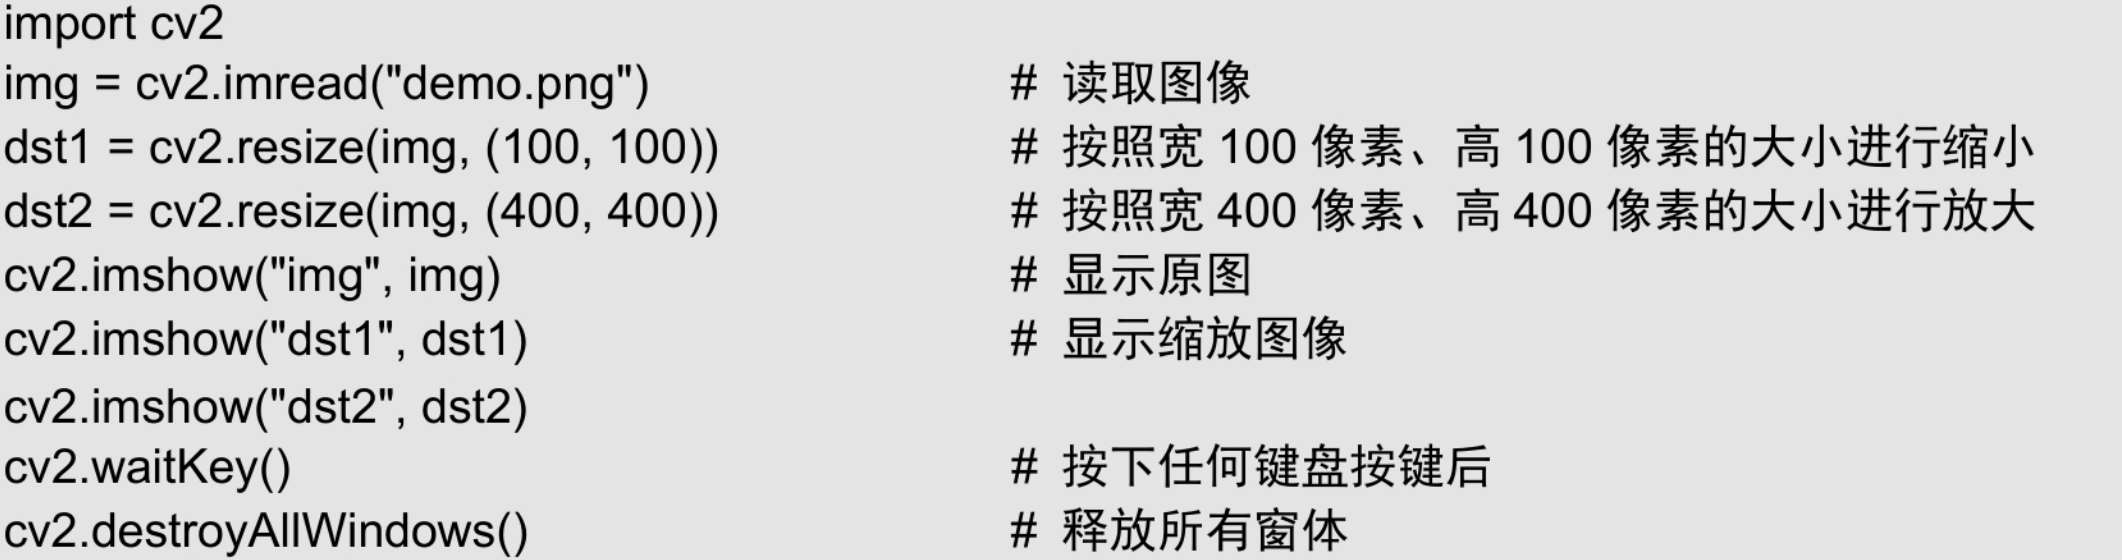 import cv2
img = cv2.imread("demo.png") # 读取图像
dst1 = cv2.resize(img, (100, 100)) # 按照宽 100 像素、高 100 像素的大小进行缩小
dst2 = cv2.resize(img, (400, 400)) # 按照宽 400 像素、高 400 像素的大小进行放大
cv2.imshow("img", img) # 显示原图
cv2.imshow("dst1", dst1) # 显示缩放图像
cv2.imshow("dst2", dst2)
cv2.waitKey() # 按下任何键盘按键后
cv2.destroyAllWindows() # 释放所有窗体